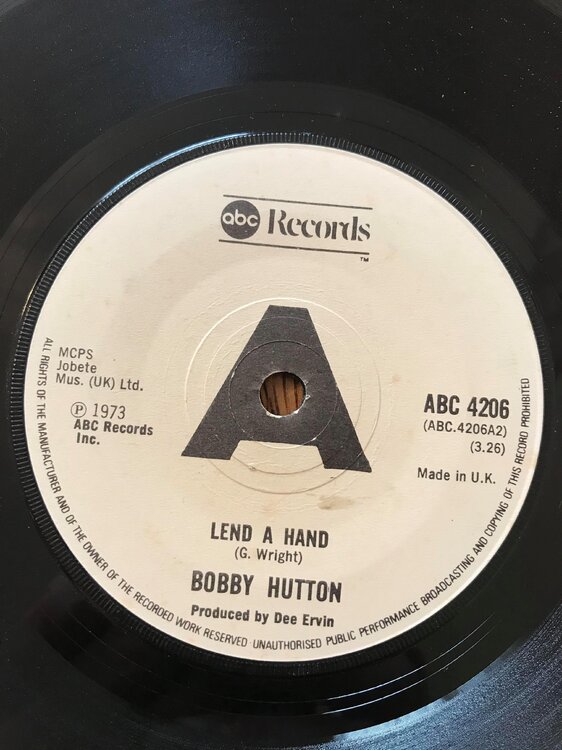 abc Records
TM
MCPS
Jobete
Mus. (UK) Ltd.
Ⓟ 1973
ABC Records
Inc.
A
ABC 4206
(ABC.4206A2)
(3.26)
Made in U.K.
LEND A HAND
(G. Wright)
BOBBY HUTTON
Produced by Dee Ervin
ALL RIGHTS OF THE MANUFACTURER AND OF THE OWNER OF THE RECORDED WORK RESERVED · UNAUTHORISED PUBLIC PERFORMANCE BROADCASTING AND COPYING OF THIS RECORD PROHIBITED